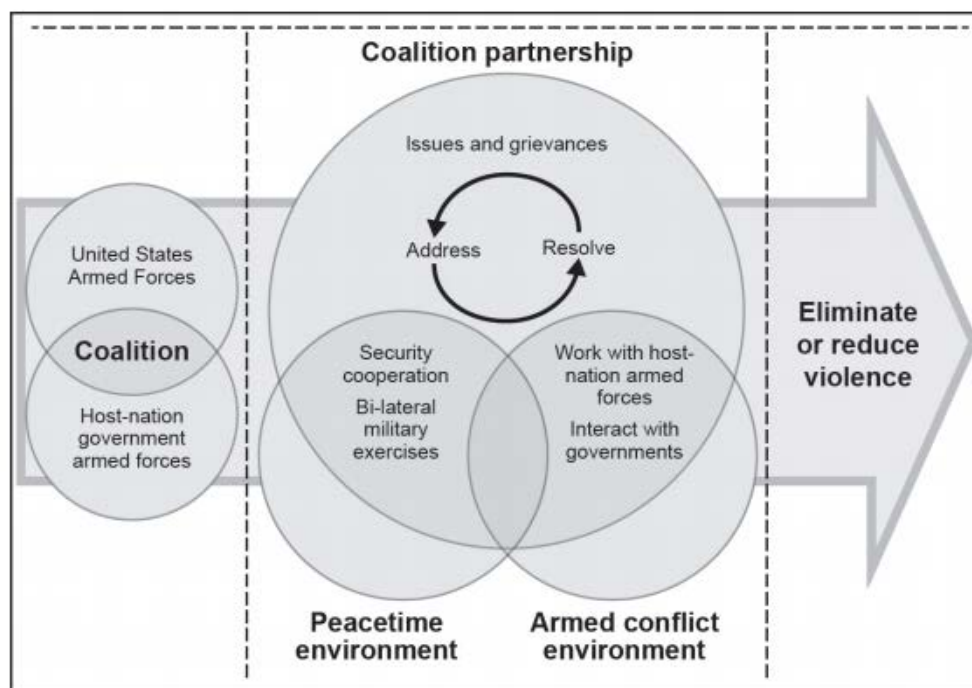 Coalition partnership
Issues and grievances
Address
Resolve
United States
Armed Forces
Coalition
Host-nation
government
armed forces
Security
cooperation
Bi-lateral
military
exercises
Work with host-
nation armed
forces
Interact with
governments
Eliminate
or reduce
violence
Peacetime
environment
Armed conflict
environment